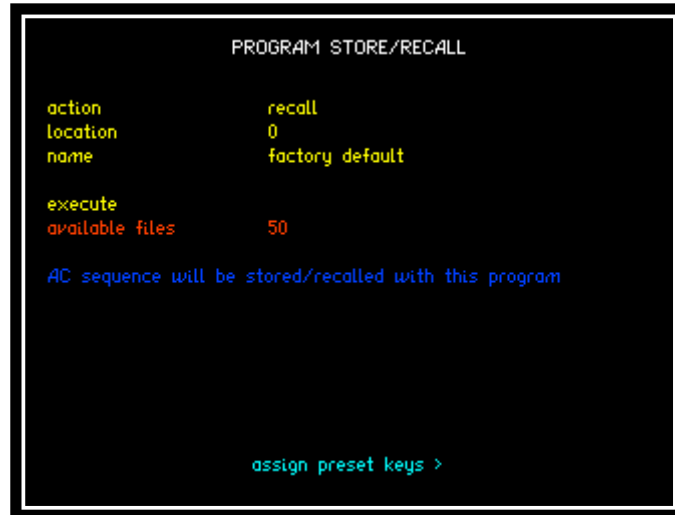 PROGRAM STORE/RECALL
action recall
location 0
name factory default
execute
available files 50
AC sequence will be stored/recalled with this program
assign preset keys >